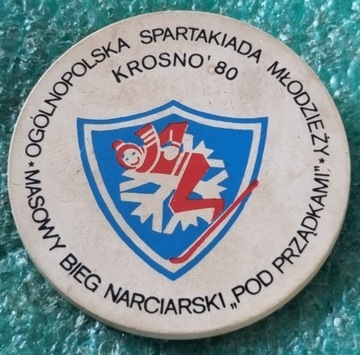 OGÓLNOPOLSKA SPARTAKIADA MŁODZIEŻY
KROSNO'80
* MASOWY BIEG NARCIARSKI „POD PRZĄDKAMI" *